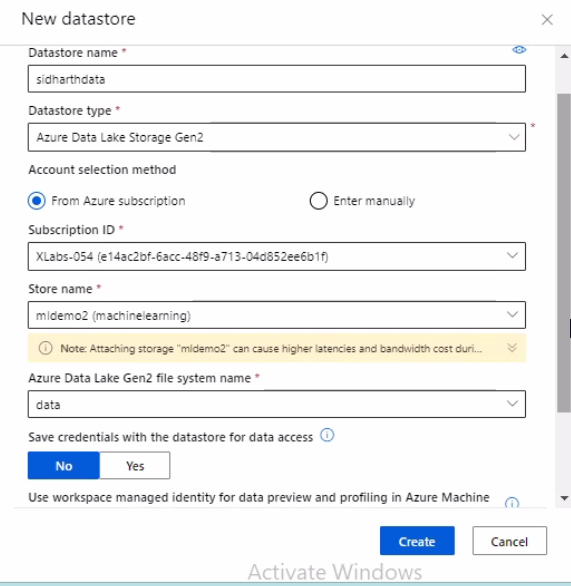 New datastore
Datastore name *
sidharthdata
Datastore type *
Azure Data Lake Storage Gen2
*
Account selection method
From Azure subscription
Enter manually
Subscription ID *
XLabs-054 (e14ac2bf-6acc-48f9-a713-04d852ee6b1f)
Store name *
mldemo2 (machinelearning)
Note: Attaching storage "mldemo2" can cause higher latencies and bandwidth cost duri...
Azure Data Lake Gen2 file system name *
data
Save credentials with the datastore for data access
No
Yes
Use workspace managed identity for data preview and profiling in Azure Machine
Create
Cancel
Activate Windows